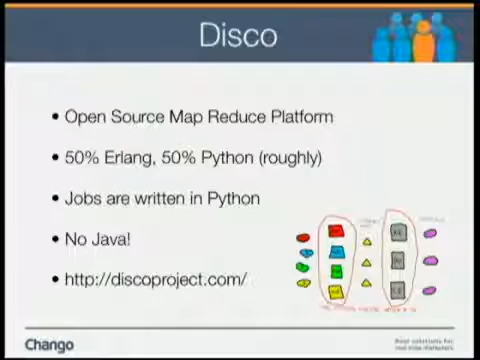 Disco
• Open Source Map Reduce Platform
• 50% Erlang, 50% Python (roughly)
• Jobs are written in Python
• No Java!
• http://discoproject.com/
Chango